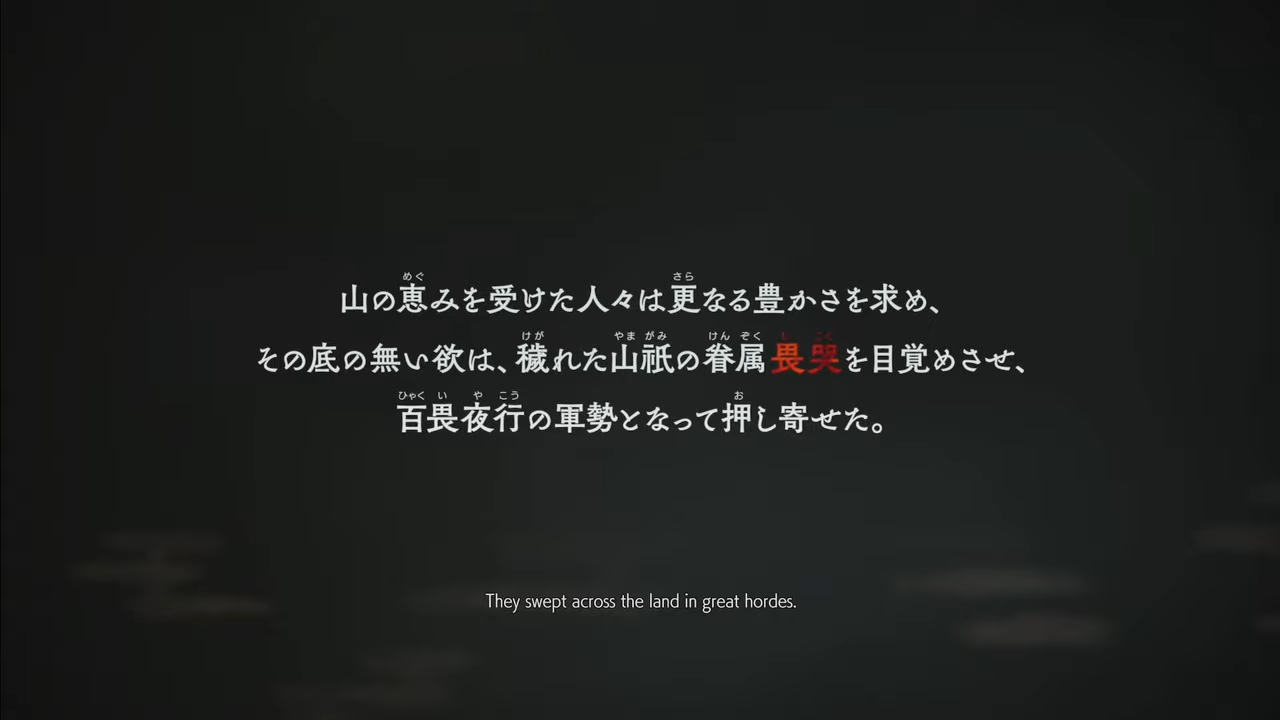 山の恵みを受けた人々は更なる豊かさを求め、
その底の無い欲は、穢れた山祇の眷属畏哭を目覚めさせ、
百畏夜行の軍勢となって押し寄せた。
They swept across the land in great hordes.